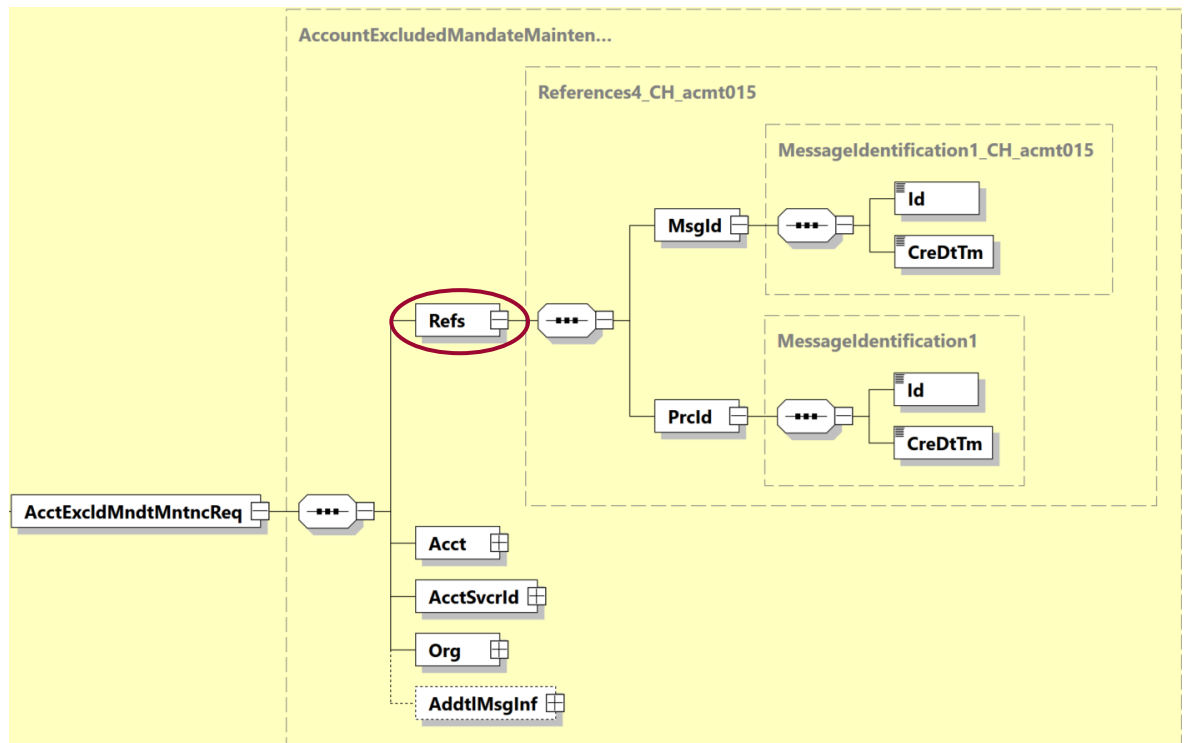 AccountExcludedMandateMainten...
References4_CH_acmt015
MessageIdentification1_CH_acmt015
Id
MsgId
CreDtTm
Refs
MessageIdentification1
Id
PrcId
CreDtTm
AcctExcldMndtMntncReq
Acct
AcctSvcrId
Org
AddtlMsgInf